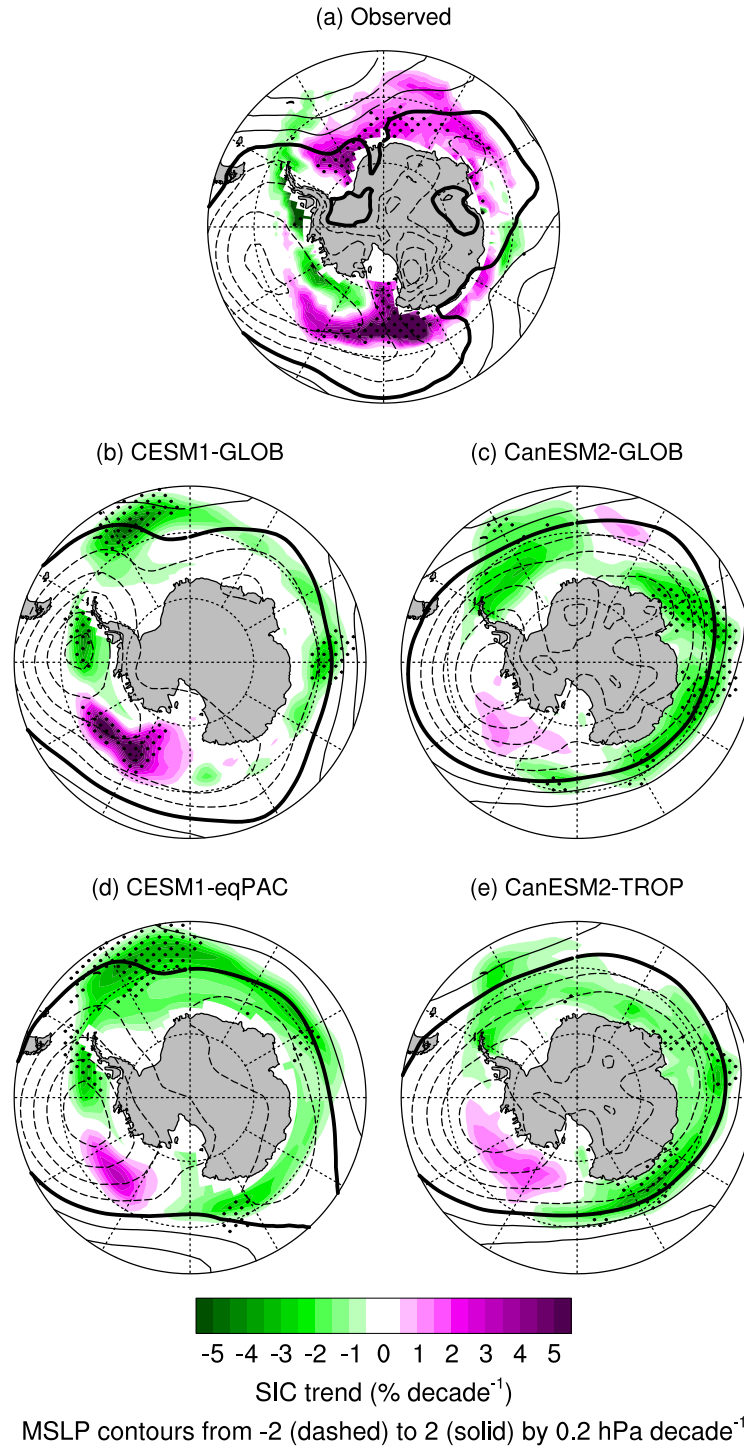 (a) Observed
(b) CESM1-GLOB
(c) CanESM2-GLOB
(d) CESM1-eqPAC
(e) CanESM2-TROP
-5 -4 -3 -2 -1 0 1 2 3 4 5
SIC trend (% decade⁻¹)
MSLP contours from -2 (dashed) to 2 (solid) by 0.2 hPa decade⁻¹